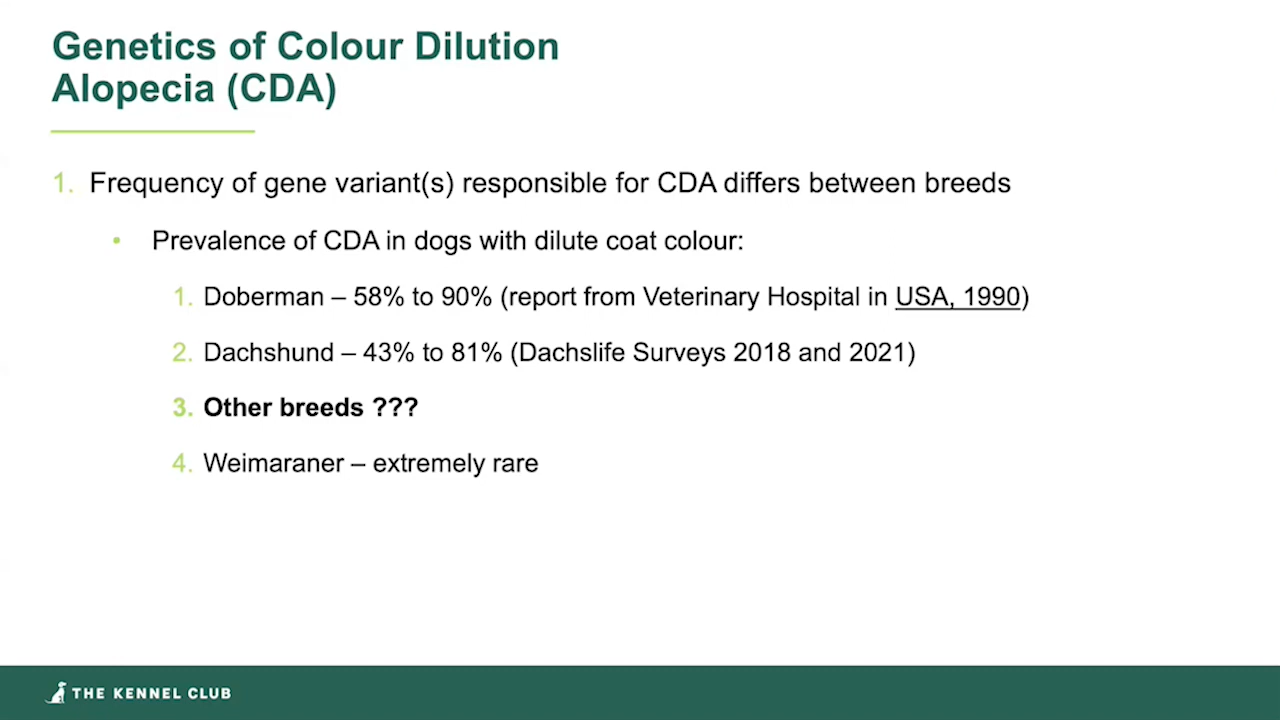 Genetics of Colour Dilution
Alopecia (CDA)
1. Frequency of gene variant(s) responsible for CDA differs between breeds
• Prevalence of CDA in dogs with dilute coat colour:
1. Doberman – 58% to 90% (report from Veterinary Hospital in USA, 1990)
2. Dachshund – 43% to 81% (Dachslife Surveys 2018 and 2021)
3. Other breeds ???
4. Weimaraner – extremely rare
THE KENNEL CLUB